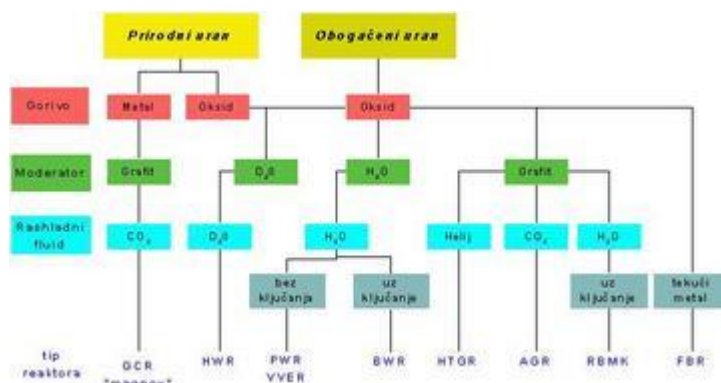 Prirodni uran
Obogaćeni uran
Gorivo
Metal
Oksid
Oksid
Moderator
Grafit
D₂O
H₂O
Grafit
Rashladni
fluid
CO₂
D₂O
H₂O
Helij
CO₂
H₂O
bez
ključanja
uz
ključanje
uz
ključanje
tekući
metal
tip
reaktora
GCR
HWR
PWR
VVER
BWR
HTGR
AGR
RBMK
FBR